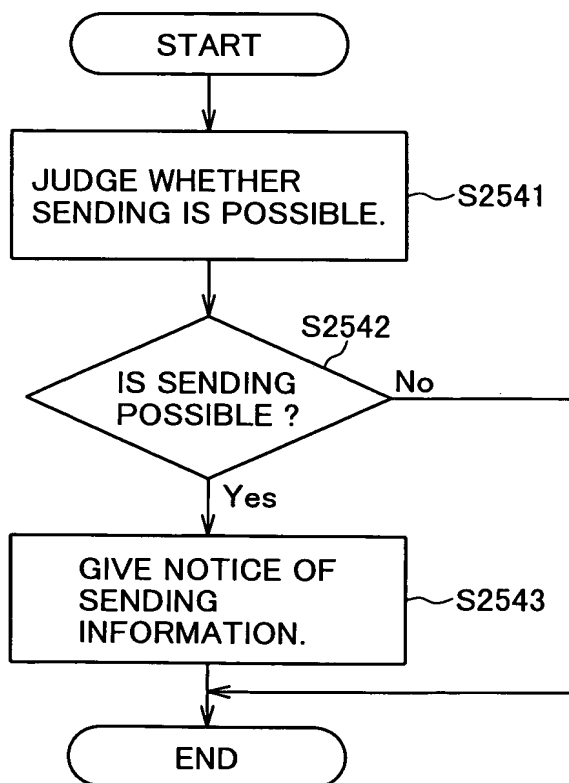 START
JUDGE WHETHER
SENDING IS POSSIBLE.
S2541
S2542
IS SENDING
POSSIBLE ?
No
Yes
GIVE NOTICE OF
SENDING
INFORMATION.
S2543
END